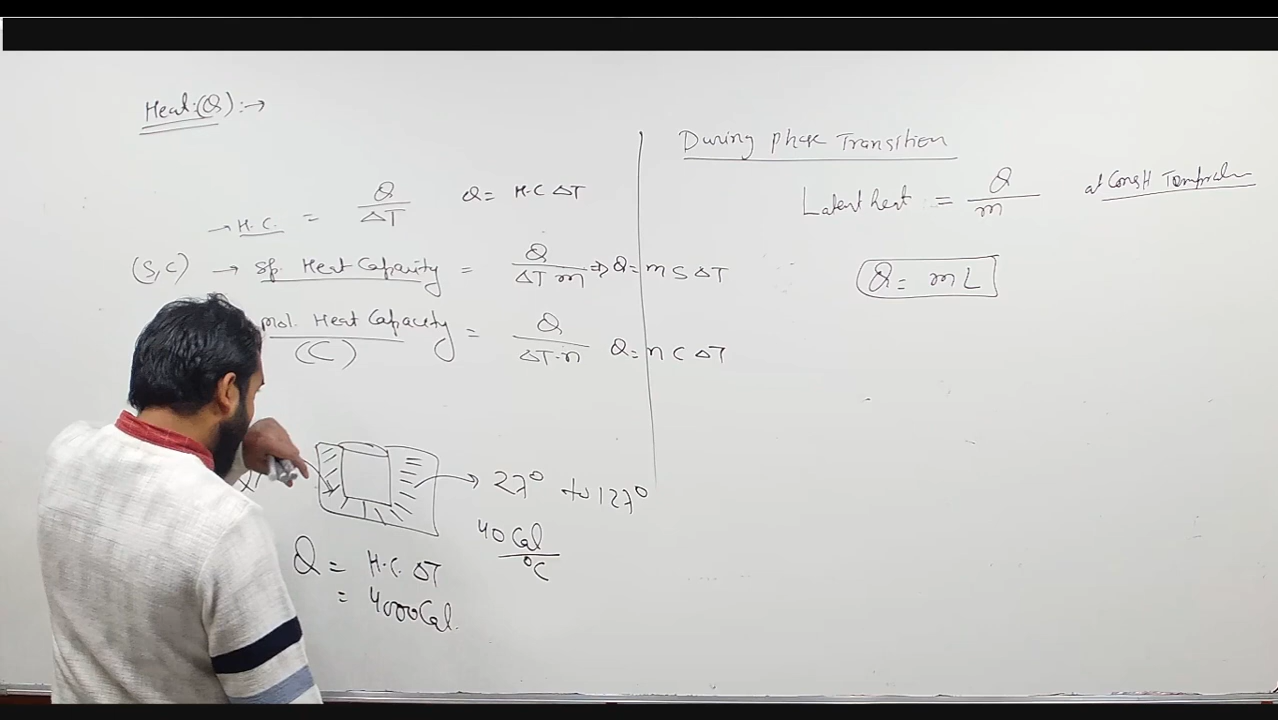 Heat:(Q):→
→ H.C. = Q/ΔT Q = H.C ΔT
(S,C) → Sp. Heat Capacity = Q/ΔT m ⇒ Q = m S ΔT
mol. Heat Capacity = Q/ΔT.n Q = n C ΔT
(C)
→ 27° to 127°
40 Cal/°C
Q = H.C. ΔT
= 4000 Cal.
During Phase Transition
Latent heat = Q/m at Const
Q = mL